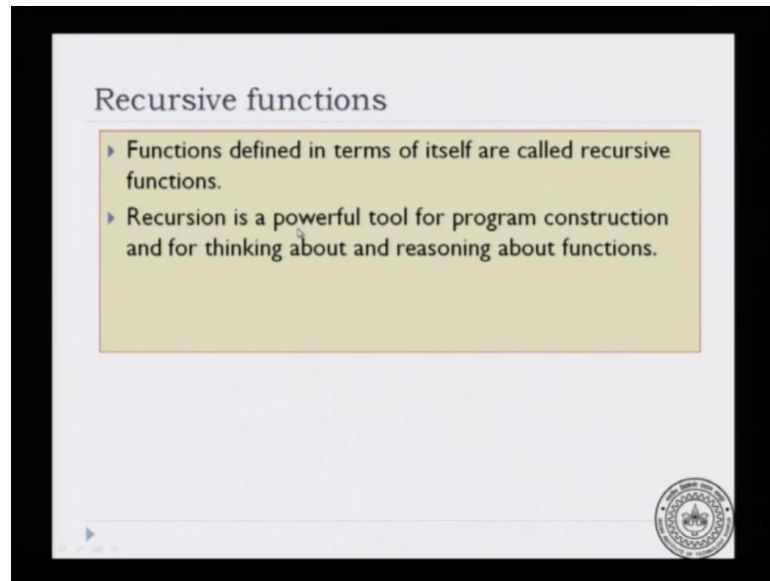 Recursive functions
Functions defined in terms of itself are called recursive
functions.
Recursion is a powerful tool for program construction
and for thinking about and reasoning about functions.